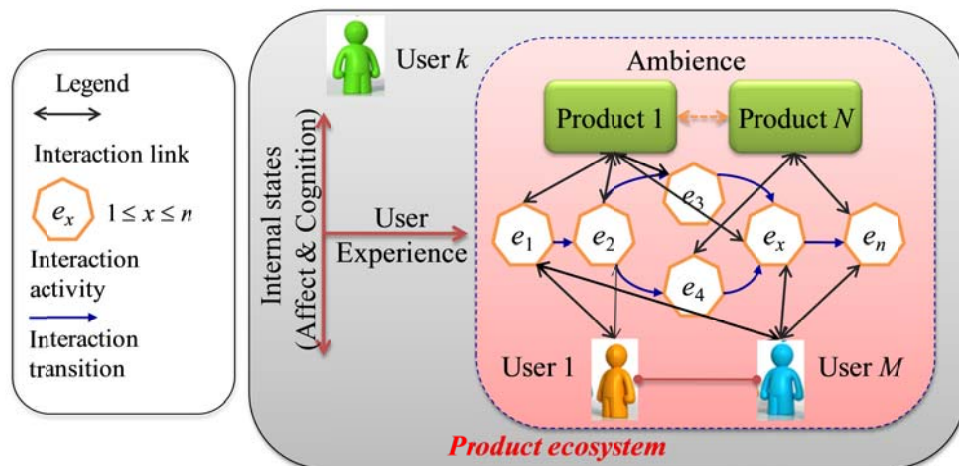 Legend
Interaction link
e_x 1 ≤ x ≤ n
Interaction
activity
Interaction
transition
User k
Internal states
(Affect & Cognition)
User
Experience
Ambience
Product 1
Product N
e_3
e_1
e_2
e_x
e_n
e_4
User 1
User M
Product ecosystem